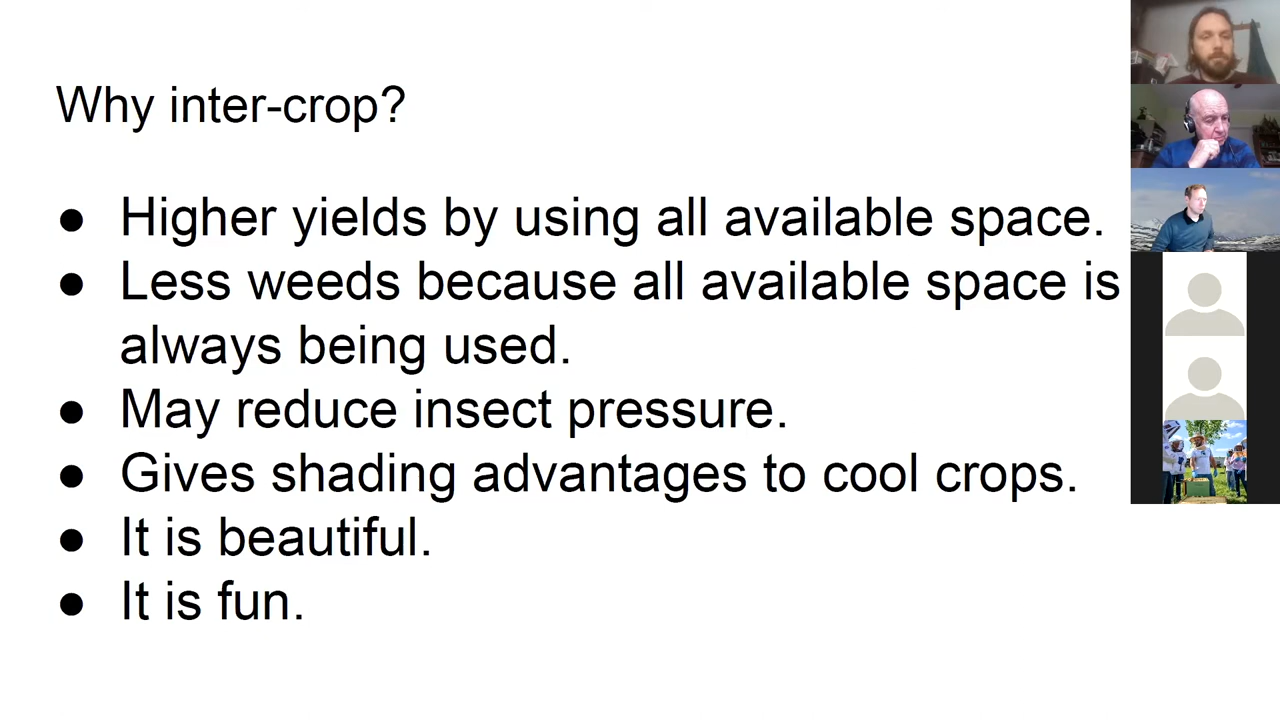 Why inter-crop?
● Higher yields by using all available space.
● Less weeds because all available space is
always being used.
● May reduce insect pressure.
● Gives shading advantages to cool crops.
● It is beautiful.
● It is fun.